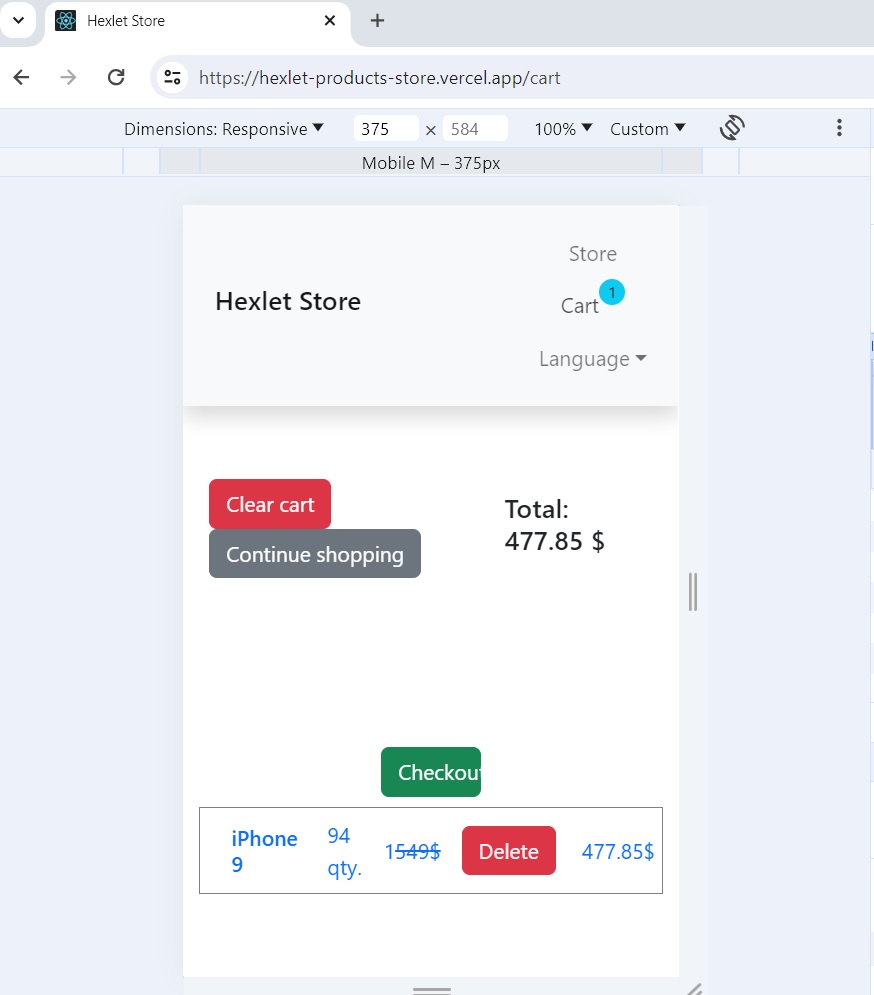 Hexlet Store
https://hexlet-products-store.vercel.app/cart
Dimensions: Responsive 375 × 584 100% Custom
Mobile M – 375px
Store
Hexlet Store
Cart 1
Language
Clear cart
Continue shopping
Total:
477.85 $
Checkou
iPhone
9
94
qty.
1549$
Delete
477.85$